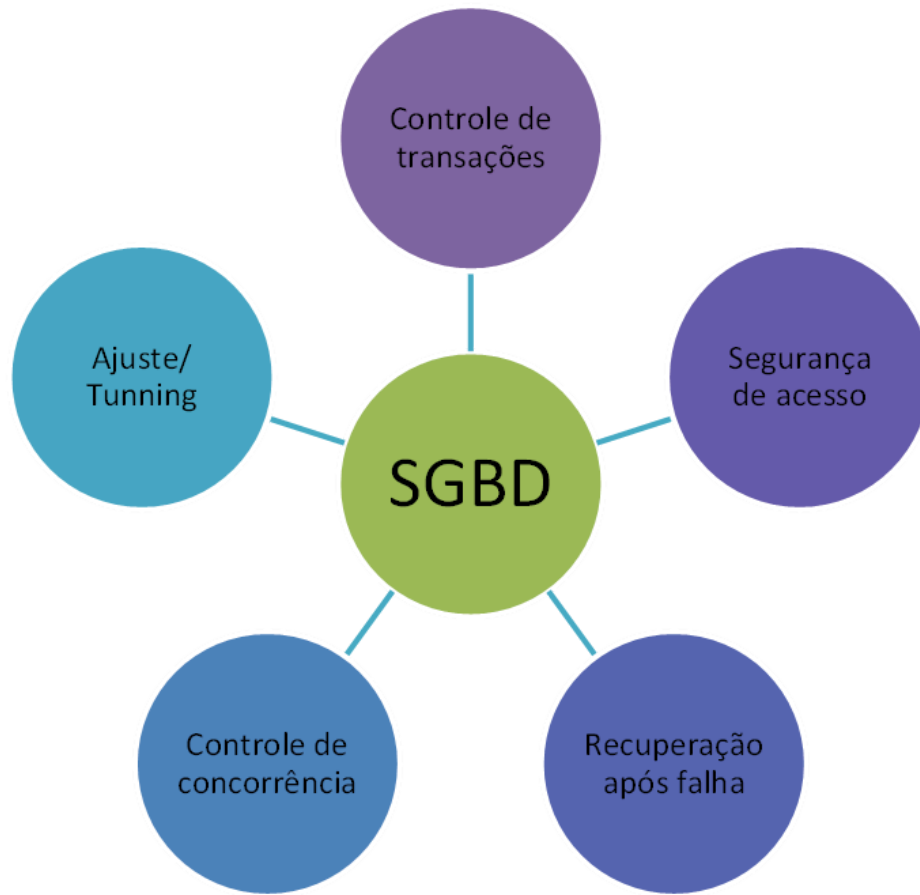 Controle de
transações
Ajuste/
Tunning
Segurança
de acesso
SGBD
Controle de
concorrência
Recuperação
após falha